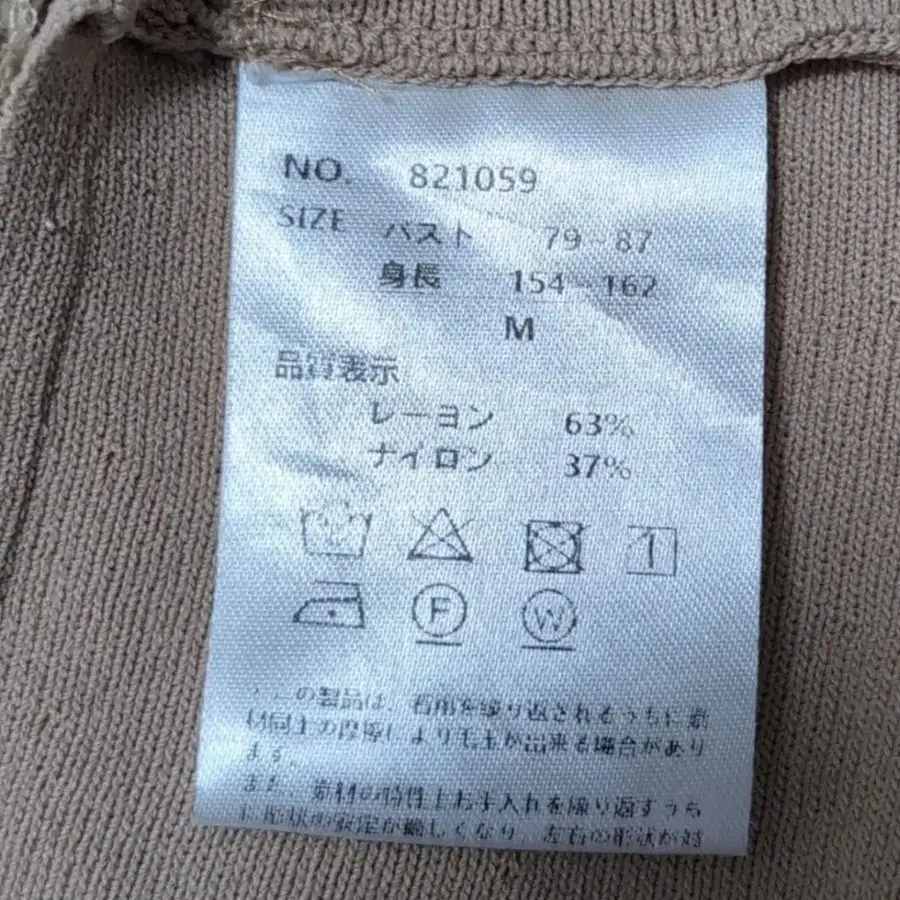 NO. 821059
SIZE バスト 79~87
身長 154~162
M
品質表示
レーヨン 63%
ナイロン 37%
F W
の製品は、着用を繰り返されるうちに素
材同士の摩擦により毛玉が出来る場合があり
ます。
また、素材の特性上お手入れを繰り返すうち
に形状の安定が難しくなり、左右の形状が対